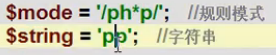 $mode = '/ph*p/';  //规则模式
$string = 'pp';  //字符串